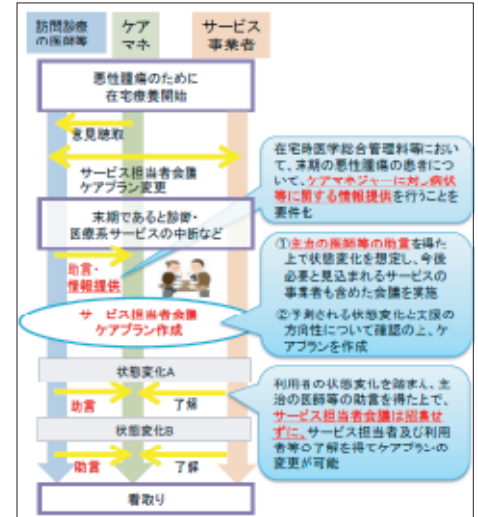 訪問診療
の医師等
ケア
マネ
サービス
事業者
悪性腫瘍のために
在宅療養開始
意見聴取
サービス担当者会議
ケアプラン変更
在宅時医学総合管理料等におい
て、末期の悪性腫瘍の患者につ
いて、ケアマネジャーに対し病状
等に関する情報提供を行うことを
要件化
末期であると診断・
医療系サービスの中断など
助言・
情報提供
①主治の医師等の助言を得た
上で状態変化を想定し、今後
必要と見込まれるサービスの
事業者も含めた会議を実施
②予測される状態変化と支援の
方向性について確認の上、ケ
アプランを作成
サービス担当者会議
ケアプラン作成
状態変化A
助言
了解
利用者の状態変化を踏まえ、主
治の医師等の助言を得た上で、
サービス担当者会議は招集せ
ずに、サービス担当者及び利用
者等の了解を得てケアプランの
変更が可能
状態変化B
助言
了解
看取り